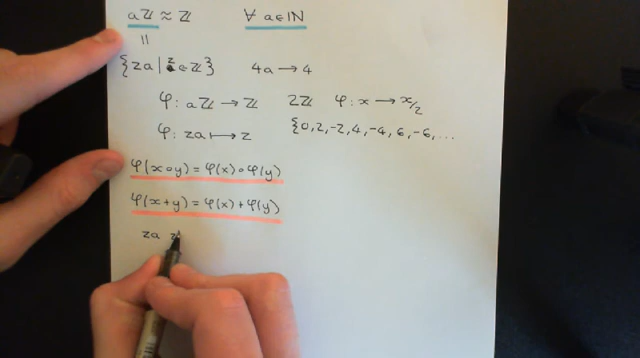 aℤ ≈ ℤ ∀ a∈ℕ
=
{za | z∈ℤ} 4a → 4
φ: aℤ → ℤ 2ℤ φ: x → x/2
φ: za ↦ z {0, 2, -2, 4, -4, 6, -6, ...
φ(x∘y) = φ(x)∘φ(y)
φ(x+y) = φ(x)+φ(y)
za